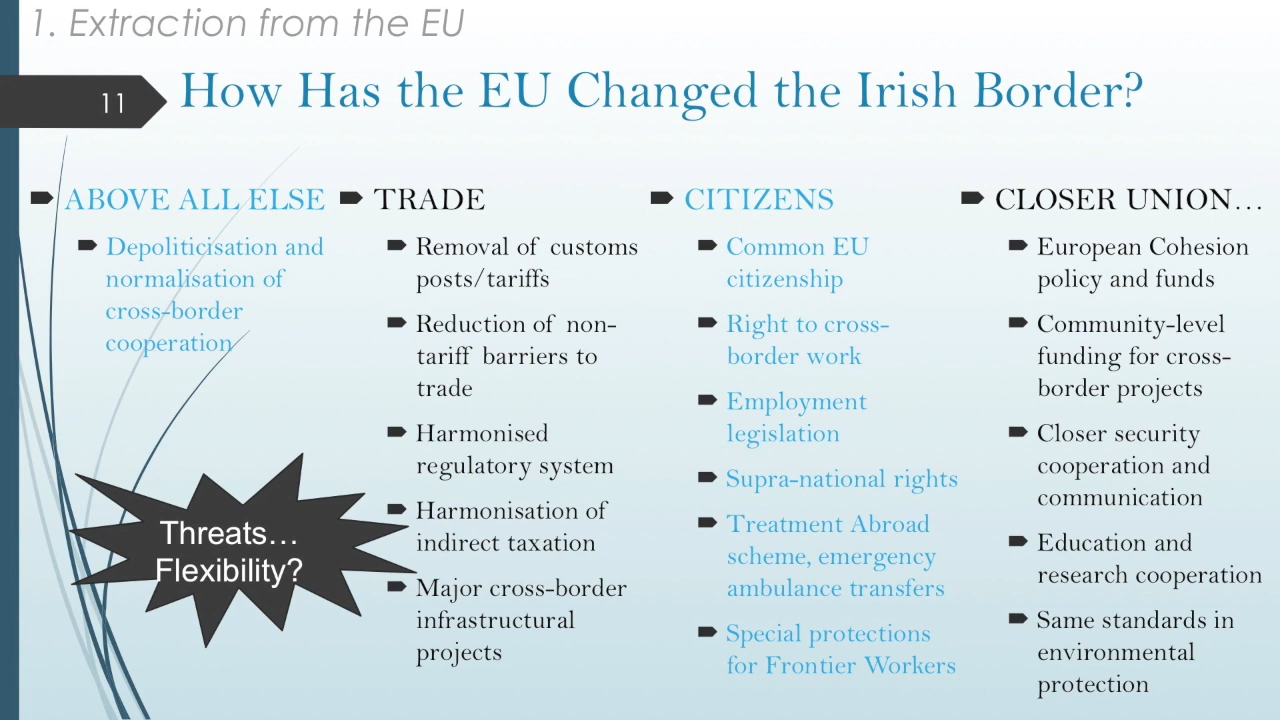 1. Extraction from the EU
11
How Has the EU Changed the Irish Border?
ABOVE ALL ELSE
Depoliticisation and
normalisation of
cross-border
cooperation
Threats…
Flexibility?
TRADE
Removal of customs
posts/tariffs
Reduction of non-
tariff barriers to
trade
Harmonised
regulatory system
Harmonisation of
indirect taxation
Major cross-border
infrastructural
projects
CITIZENS
Common EU
citizenship
Right to cross-
border work
Employment
legislation
Supra-national rights
Treatment Abroad
scheme, emergency
ambulance transfers
Special protections
for Frontier Workers
CLOSER UNION…
European Cohesion
policy and funds
Community-level
funding for cross-
border projects
Closer security
cooperation and
communication
Education and
research cooperation
Same standards in
environmental
protection